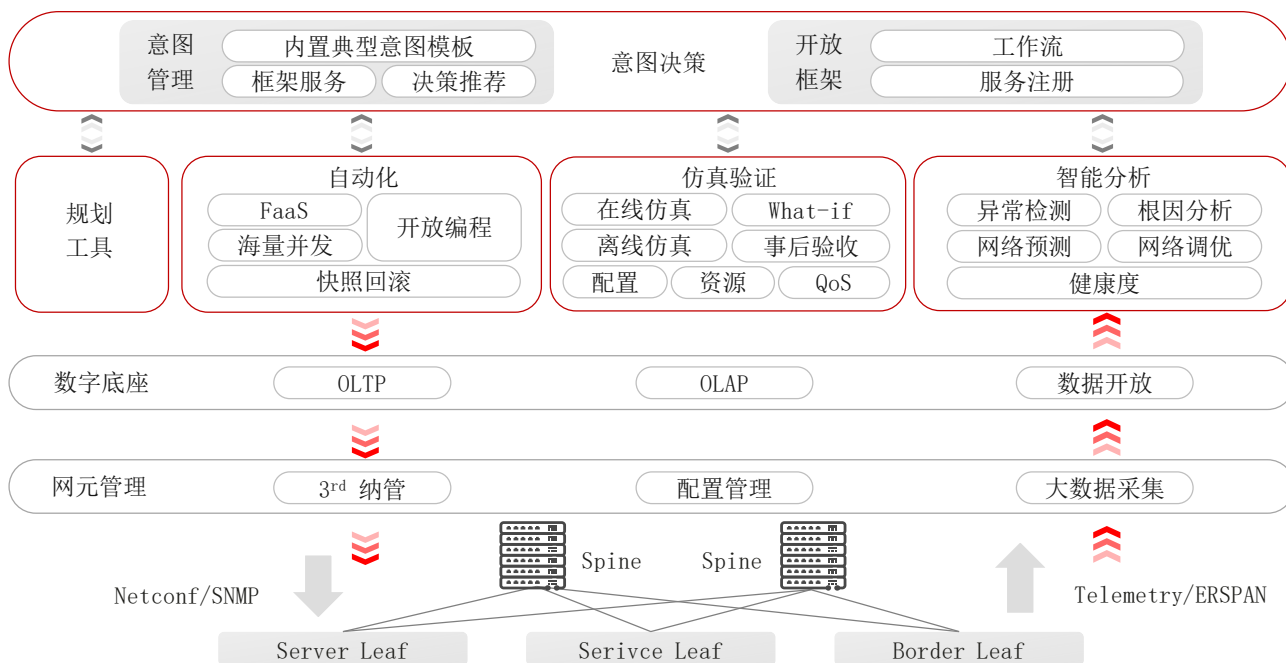 意图
管理
内置典型意图模板
框架服务
决策推荐
意图决策
开放
框架
工作流
服务注册
规划
工具
自动化
FaaS
海量并发
开放编程
快照回滚
仿真验证
在线仿真
What-if
离线仿真
事后验收
配置
资源
QoS
智能分析
异常检测
根因分析
网络预测
网络调优
健康度
数字底座
OLTP
OLAP
数据开放
网元管理
3rd 纳管
配置管理
大数据采集
Netconf/SNMP
Spine
Spine
Telemetry/ERSPAN
Server Leaf
Serivce Leaf
Border Leaf